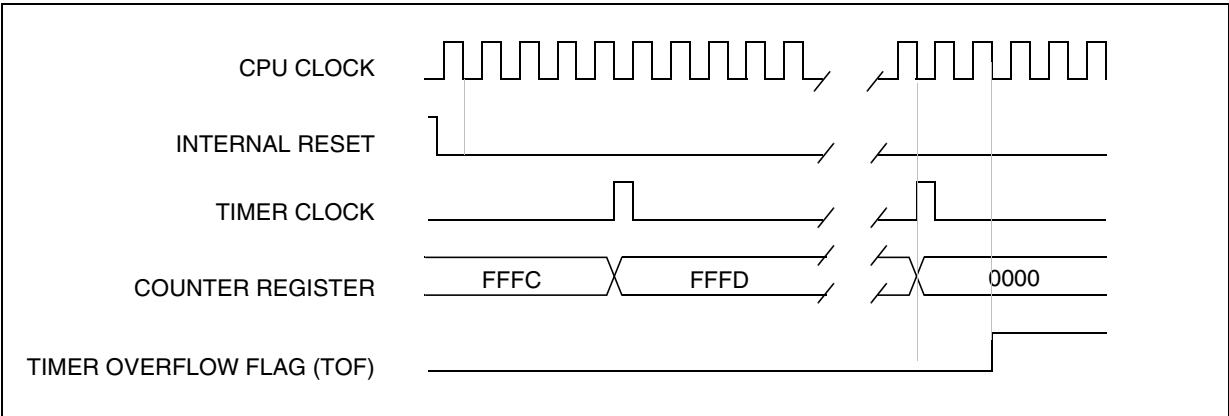 CPU CLOCK
INTERNAL RESET
TIMER CLOCK
COUNTER REGISTER FFFC FFFD 0000
TIMER OVERFLOW FLAG (TOF)